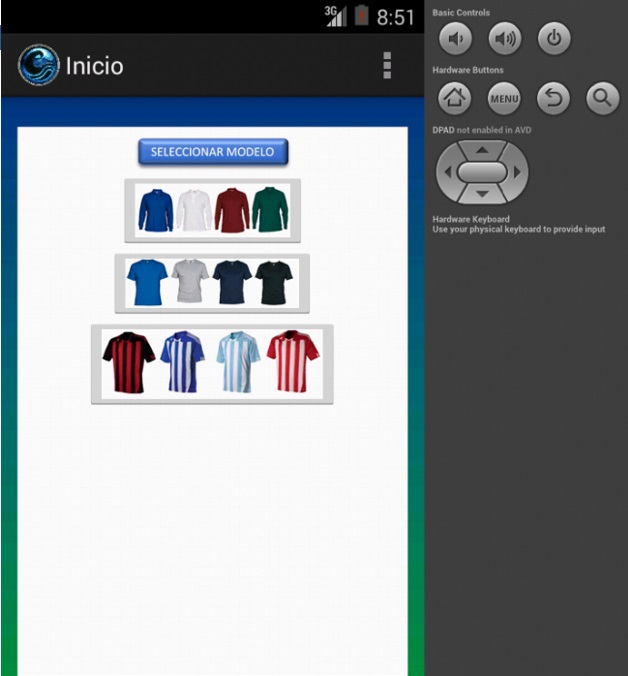 3G 8:51
Inicio
SELECCIONAR MODELO
Basic Controls
Hardware Buttons
MENU
DPAD not enabled in AVD
Hardware Keyboard
Use your physical keyboard to provide input